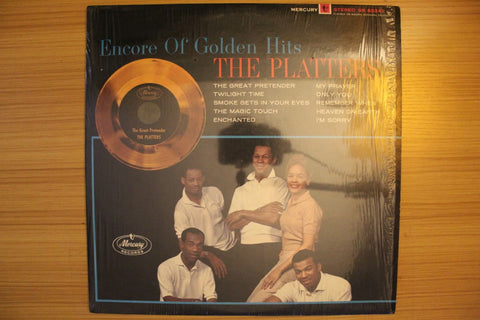 MERCURY
STEREO SR 60243
Encore Of Golden Hits
THE PLATTERS
THE GREAT PRETENDER
TWILIGHT TIME
SMOKE GETS IN YOUR EYES
THE MAGIC TOUCH
ENCHANTED
MY PRAYER
ONLY YOU
REMEMBER WHEN
HEAVEN ON EARTH
I'M SORRY
Mercury
The Great Pretender
THE PLATTERS
Mercury
RECORDS